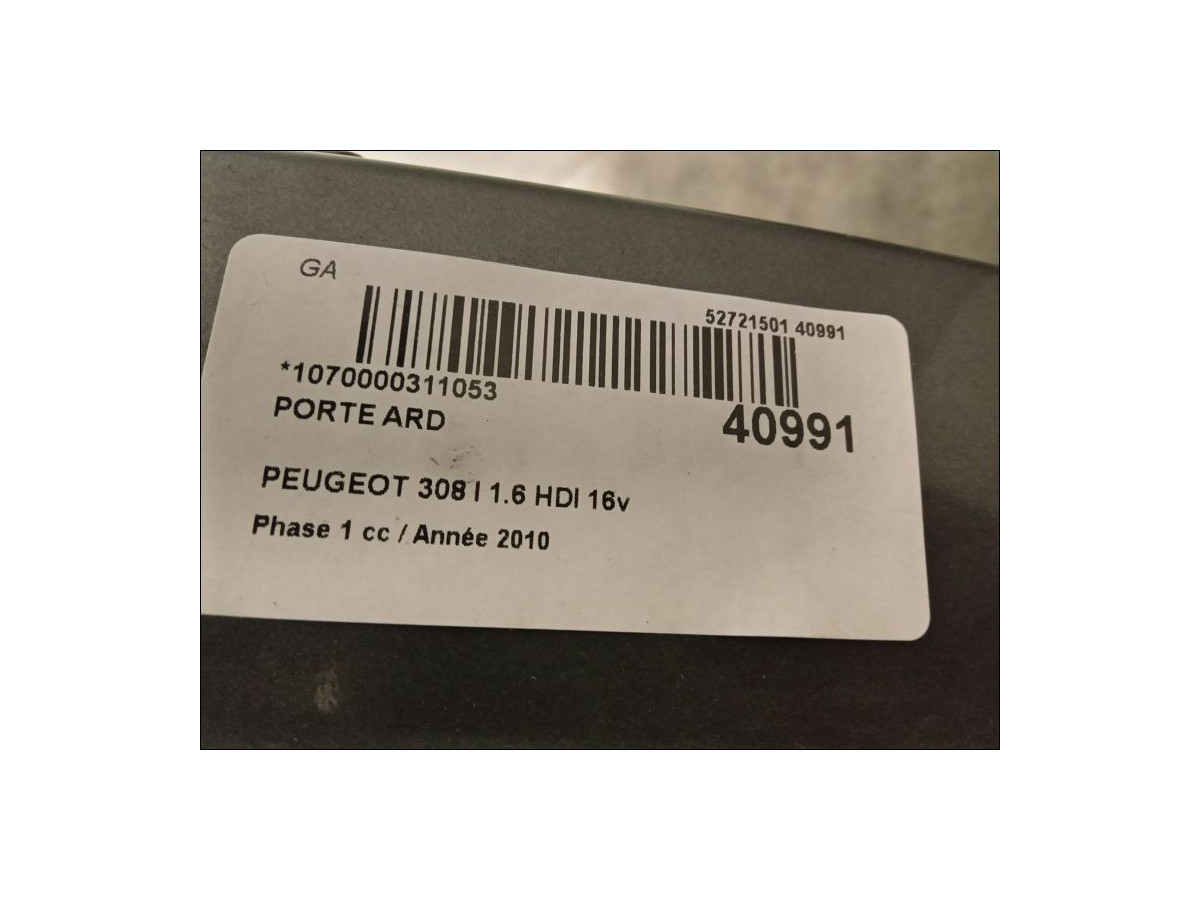 GA
52721501 40991
*1070000311053
PORTE ARD
40991
PEUGEOT 308 I 1.6 HDI 16v
Phase 1 cc / Année 2010